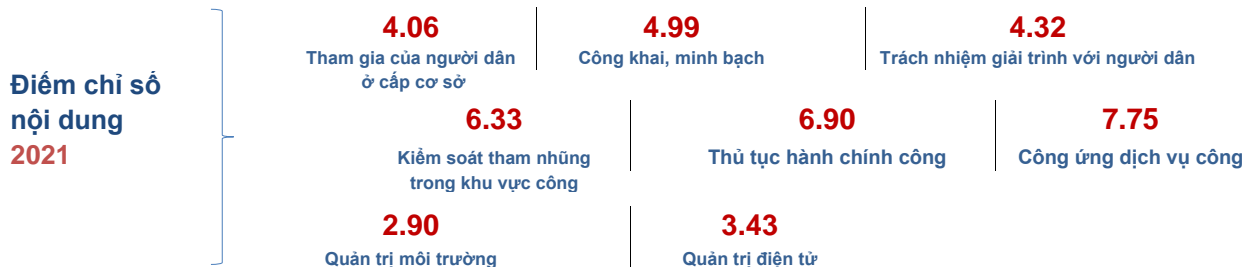 4.06
Tham gia của người dân
ở cấp cơ sở
4.99
Công khai, minh bạch
4.32
Trách nhiệm giải trình với người dân
Điểm chỉ số
nội dung
2021
6.33
Kiểm soát tham nhũng
trong khu vực công
6.90
Thủ tục hành chính công
7.75
Công ứng dịch vụ công
2.90
Quản trị môi trường
3.43
Quản trị điện tử